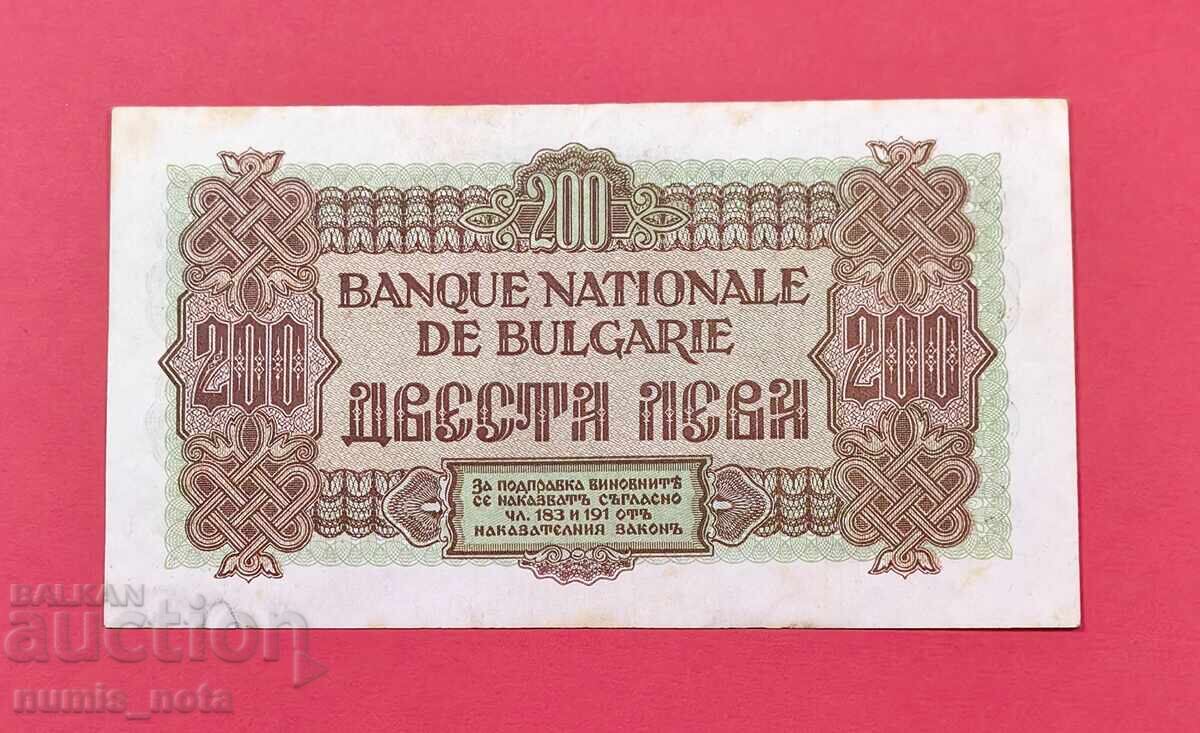 200
BANQUE NATIONALE
DE BULGARIE
200
200
ДВЕСТА ЛЕВА
ЗА ПОДПРАВКА ВИНОВНИТѢ
СЕ НАКАЗВАТЪ СЪГЛАСНО
ЧЛ. 183 И 191 ОТЪ
НАКАЗАТЕЛНИЯ ЗАКОНЪ
BALKAN
auction
numis_nota